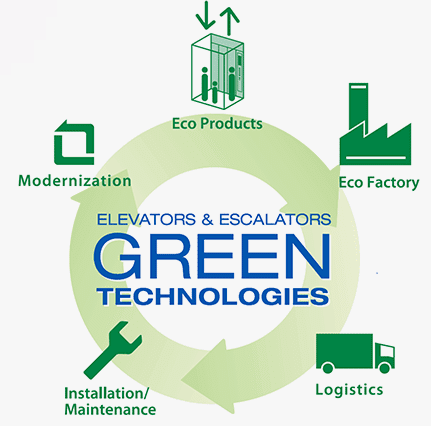 Eco Products
Modernization
Eco Factory
ELEVATORS & ESCALATORS
GREEN
TECHNOLOGIES
Installation/
Maintenance
Logistics